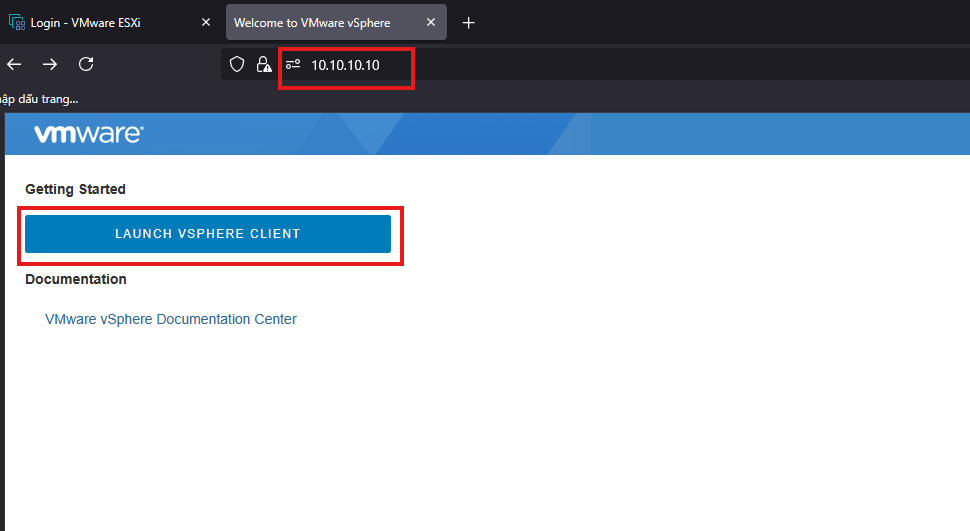 Login - VMware ESXi
Welcome to VMware vSphere
10.10.10.10
ập dấu trang...
vmware®
Getting Started
LAUNCH VSPHERE CLIENT
Documentation
VMware vSphere Documentation Center